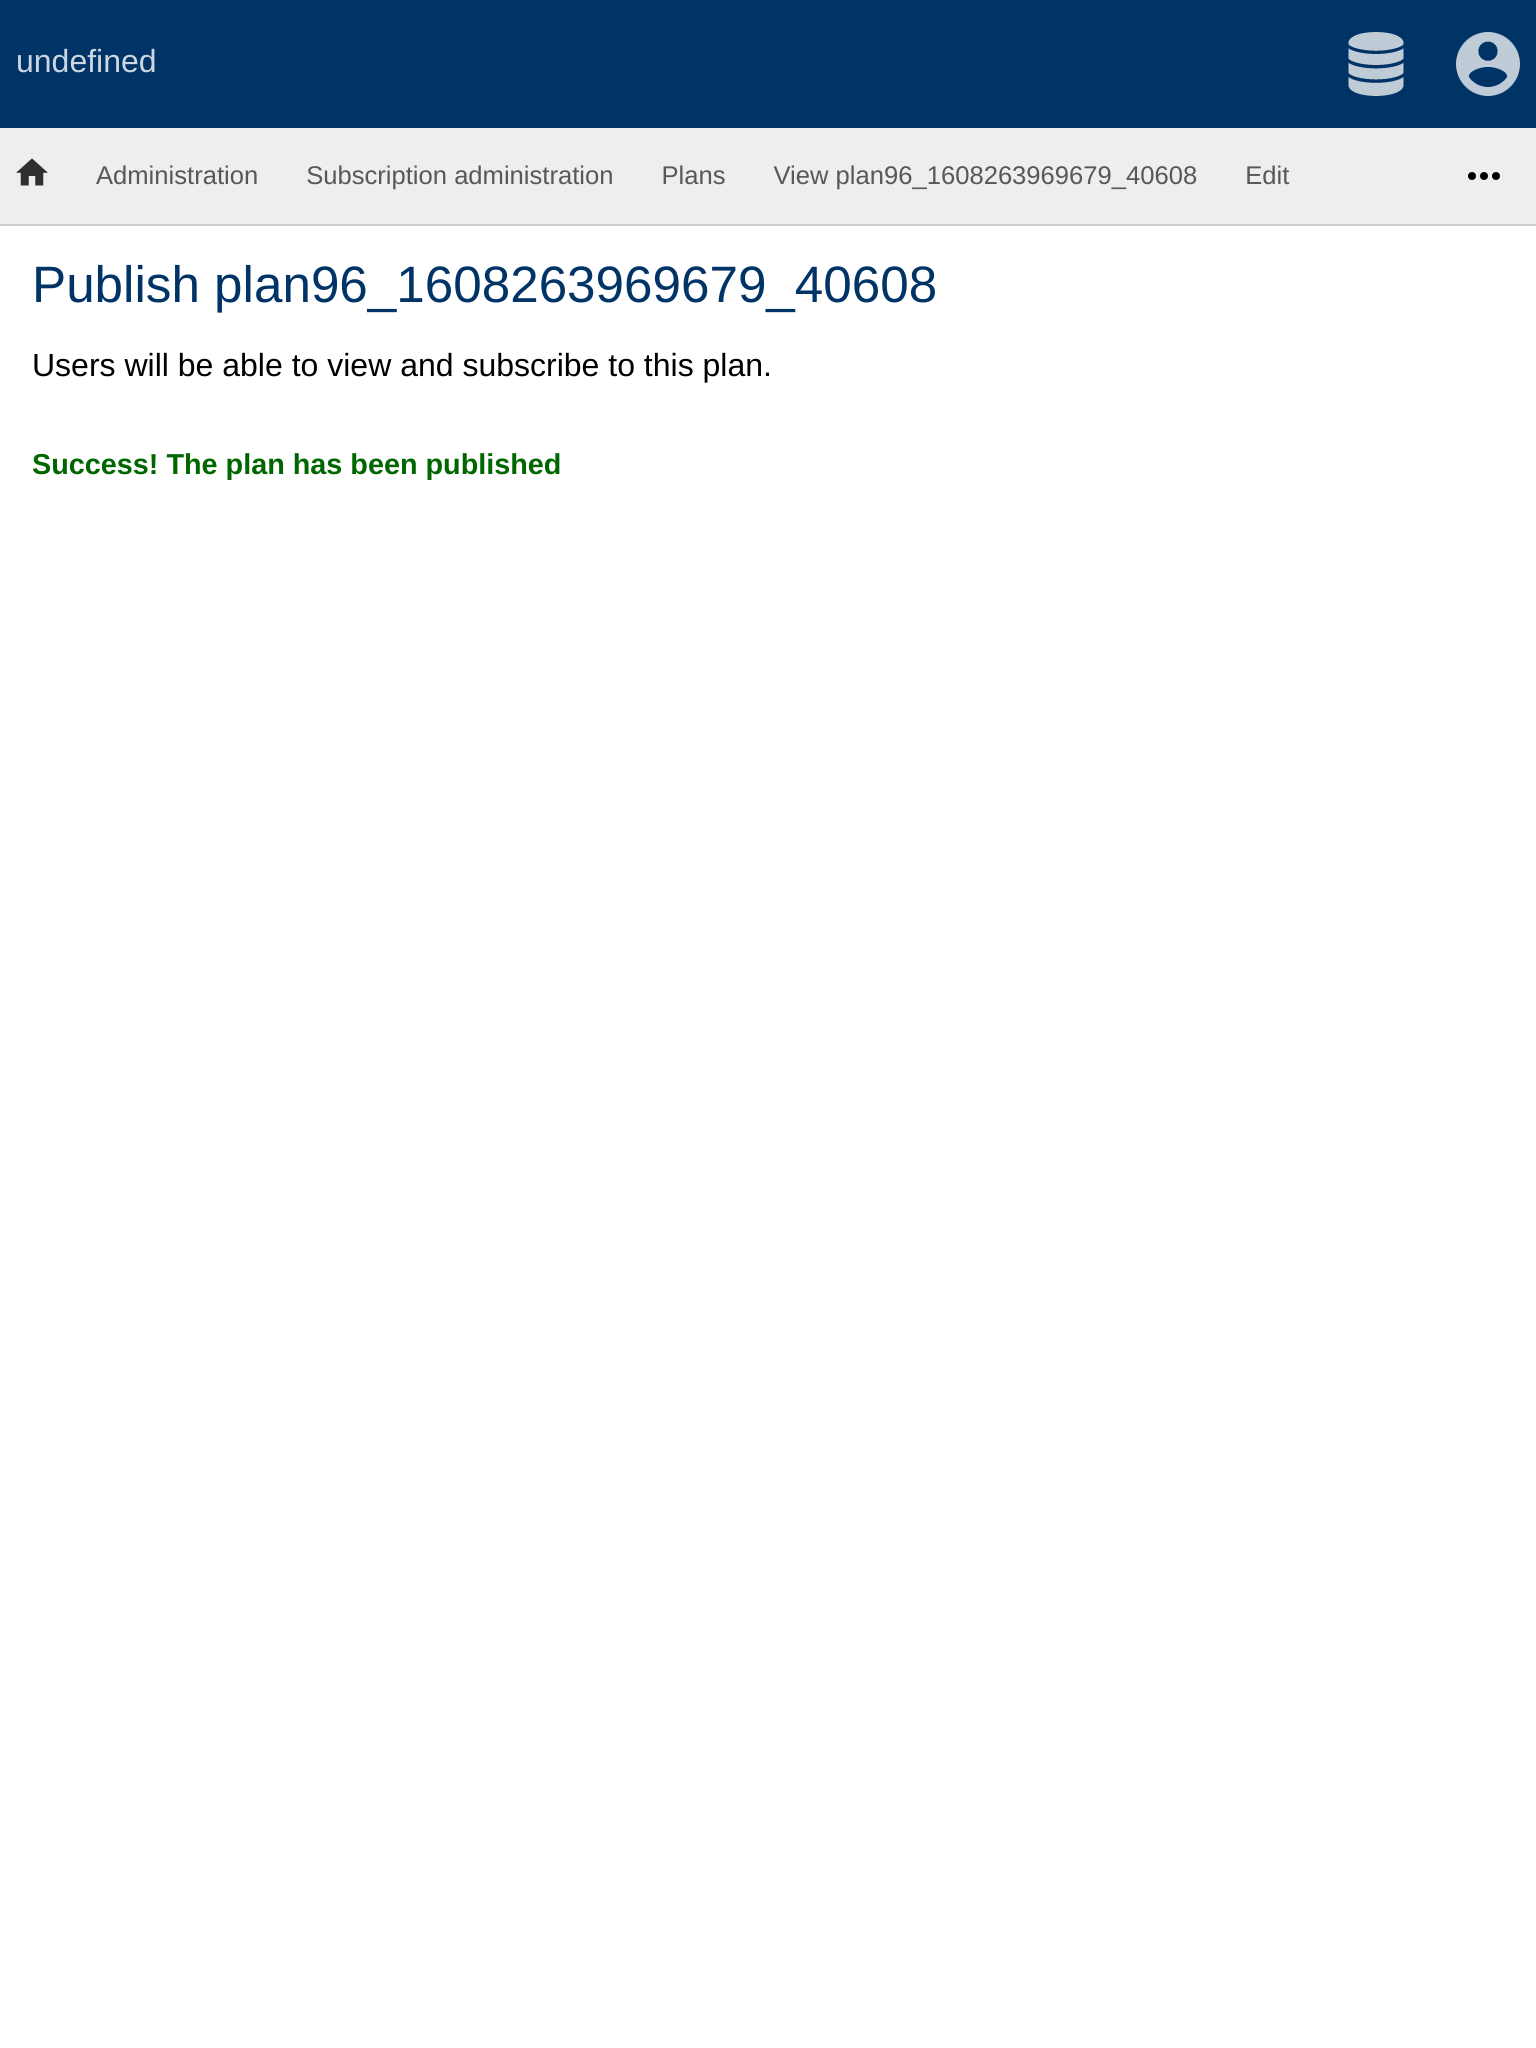 undefined
Administration Subscription administration Plans View plan96_1608263969679_40608 Edit
Publish plan96_1608263969679_40608
Users will be able to view and subscribe to this plan.
Success! The plan has been published